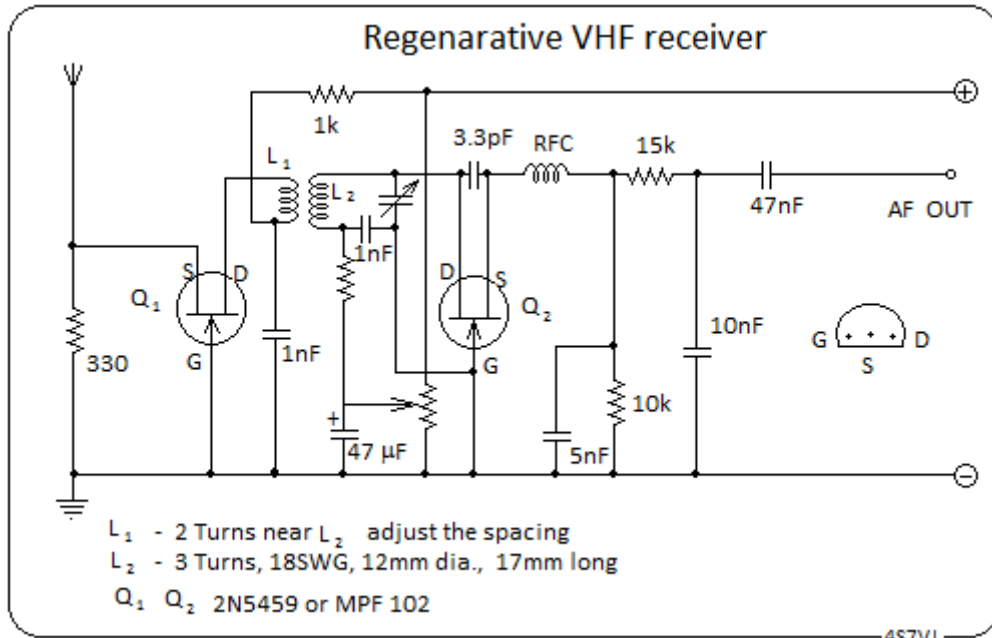 Regenarative VHF receiver
+
1k
3.3pF
RFC
15k
L₁
L₂
47nF
AF OUT
1nF
S D
Q₁
G
D S
Q₂
G
330
1nF
10nF
G D
S
+
47 µF
10k
5nF
−
L₁ - 2 Turns near L₂ adjust the spacing
L₂ - 3 Turns, 18SWG, 12mm dia., 17mm long
Q₁ Q₂ 2N5459 or MPF 102